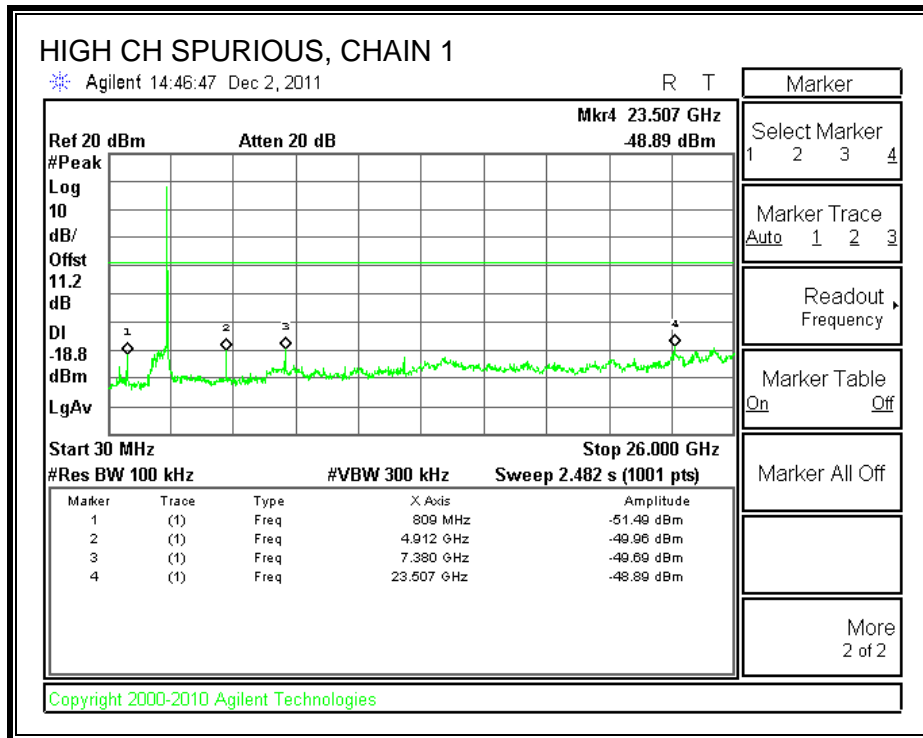 HIGH CH SPURIOUS, CHAIN 1
Agilent 14:46:47 Dec 2, 2011 R T
Mkr4 23.507 GHz
Ref 20 dBm Atten 20 dB -48.89 dBm
#Peak
Log
10
dB/
Offst
11.2
dB
DI
-18.8
dBm
LgAv
1 2 3 4
Start 30 MHz Stop 26.000 GHz
#Res BW 100 kHz #VBW 300 kHz Sweep 2.482 s (1001 pts)
Marker Trace Type X Axis Amplitude
1 (1) Freq 809 MHz -51.49 dBm
2 (1) Freq 4.912 GHz -49.96 dBm
3 (1) Freq 7.380 GHz -49.69 dBm
4 (1) Freq 23.507 GHz -48.89 dBm
Marker
Select Marker
1 2 3 4
Marker Trace
Auto 1 2 3
Readout
Frequency
Marker Table
On Off
Marker All Off
More
2 of 2
Copyright 2000-2010 Agilent Technologies